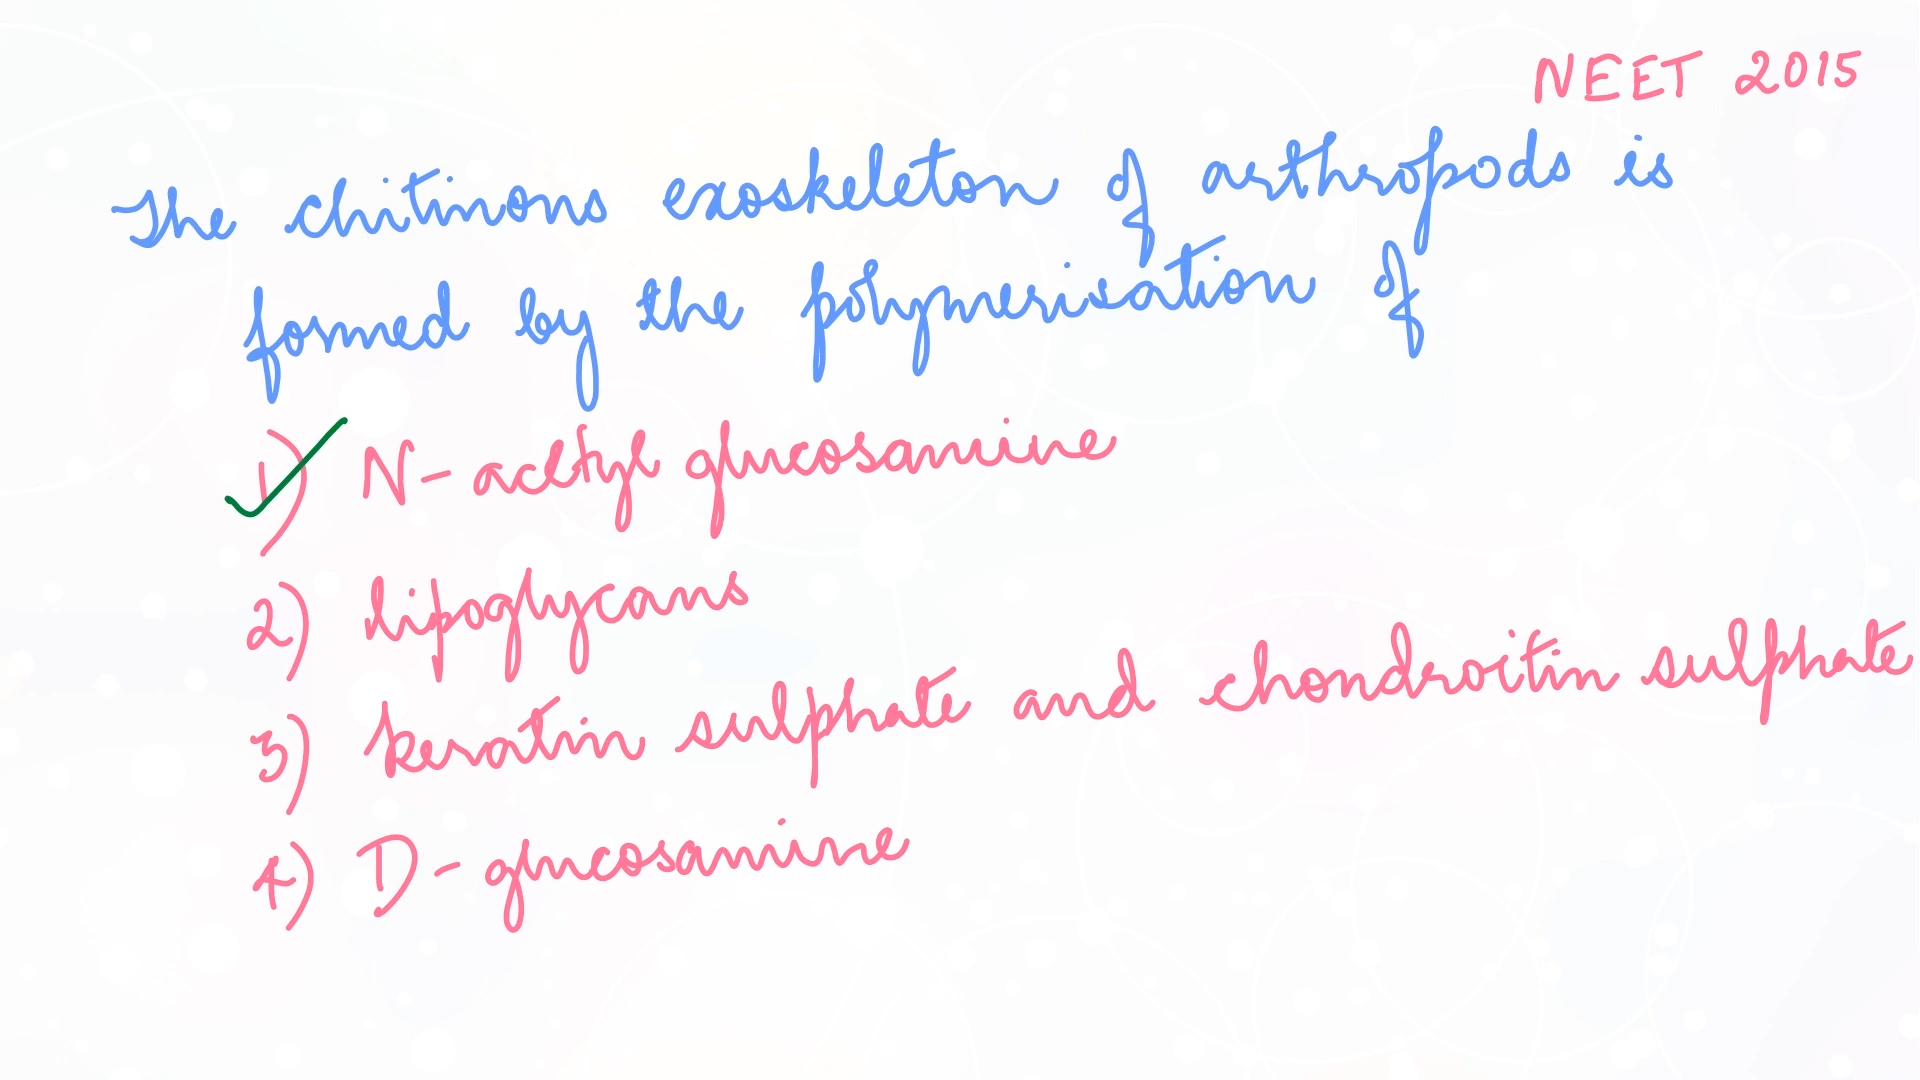 NEET 2015
The chitinous exoskeleton of arthropods is
formed by the polymerisation of
1) N-acetyl glucosamine
2) lipoglycans
3) keratin sulphate and chondroitin sulphate
4) D-glucosamine